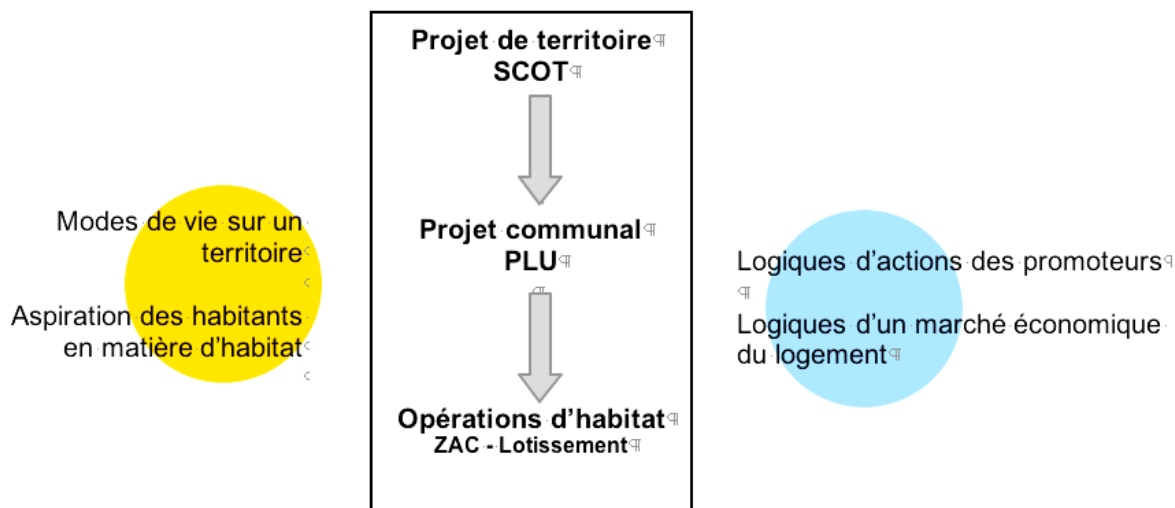 Projet de territoire
SCOT
Projet communal
PLU
Opérations d'habitat
ZAC - Lotissement
Modes de vie sur un
territoire
Aspiration des habitants
en matière d'habitat
Logiques d'actions des promoteurs
Logiques d'un marché économique
du logement